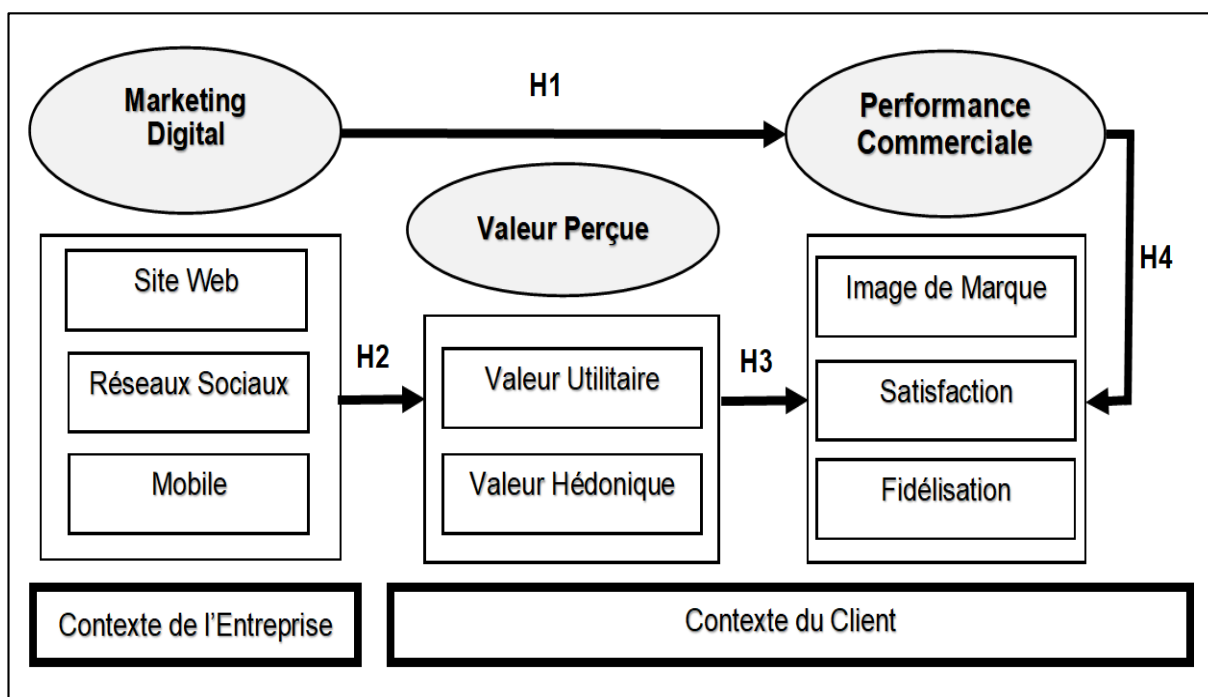 Marketing
Digital
H1
Performance
Commerciale
Valeur Perçue
Site Web
Réseaux Sociaux
Mobile
H2
Valeur Utilitaire
Valeur Hédonique
H3
Image de Marque
Satisfaction
Fidélisation
H4
Contexte de l’Entreprise
Contexte du Client